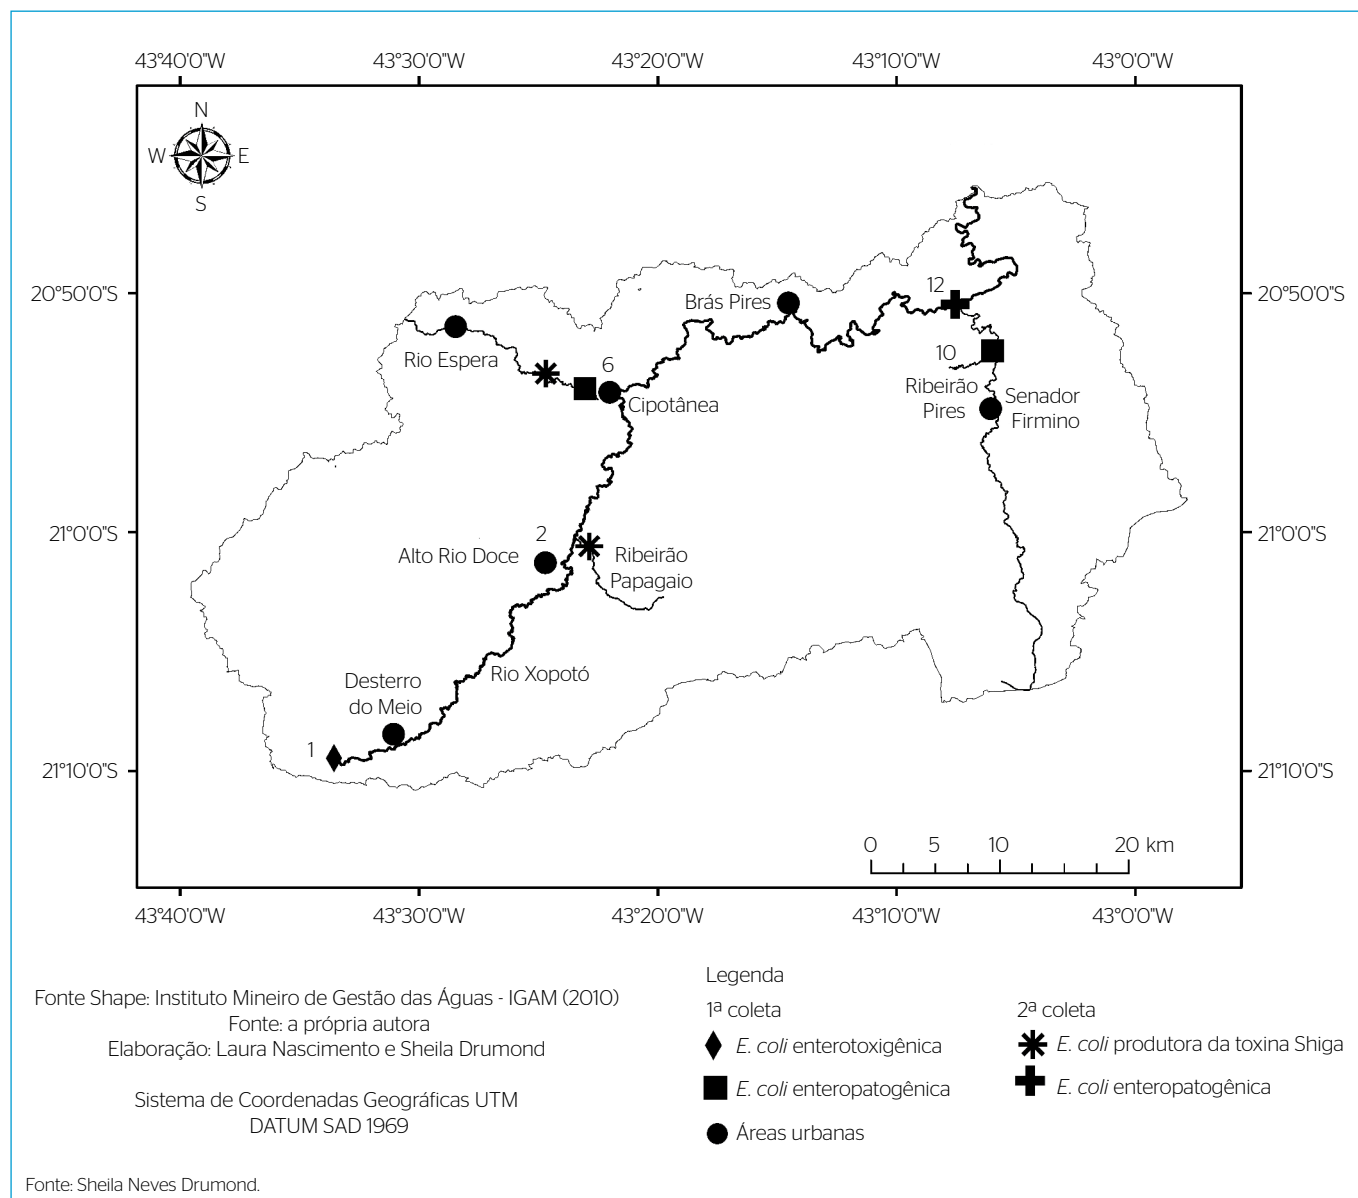 43°40'0"W 43°30'0"W 43°20'0"W 43°10'0"W 43°0'0"W
N
W E
S
20°50'0"S 20°50'0"S
21°0'0"S 21°0'0"S
21°10'0"S 21°10'0"S
12
Brás Pires
Rio Espera
6
Cipotânea
10
Ribeirão
Pires
Senador
Firmino
2
Alto Rio Doce
Ribeirão
Papagaio
Rio Xopotó
Desterro
do Meio
1
0 5 10 20 km
43°40'0"W 43°30'0"W 43°20'0"W 43°10'0"W 43°0'0"W
Fonte Shape: Instituto Mineiro de Gestão das Águas - IGAM (2010)
Fonte: a própria autora
Elaboração: Laura Nascimento e Sheila Drumond
Sistema de Coordenadas Geográficas UTM
DATUM SAD 1969
Legenda
1ª coleta
E. coli enterotoxigênica
E. coli enteropatogênica
Áreas urbanas
2ª coleta
E. coli produtora da toxina Shiga
E. coli enteropatogênica
Fonte: Sheila Neves Drumond.